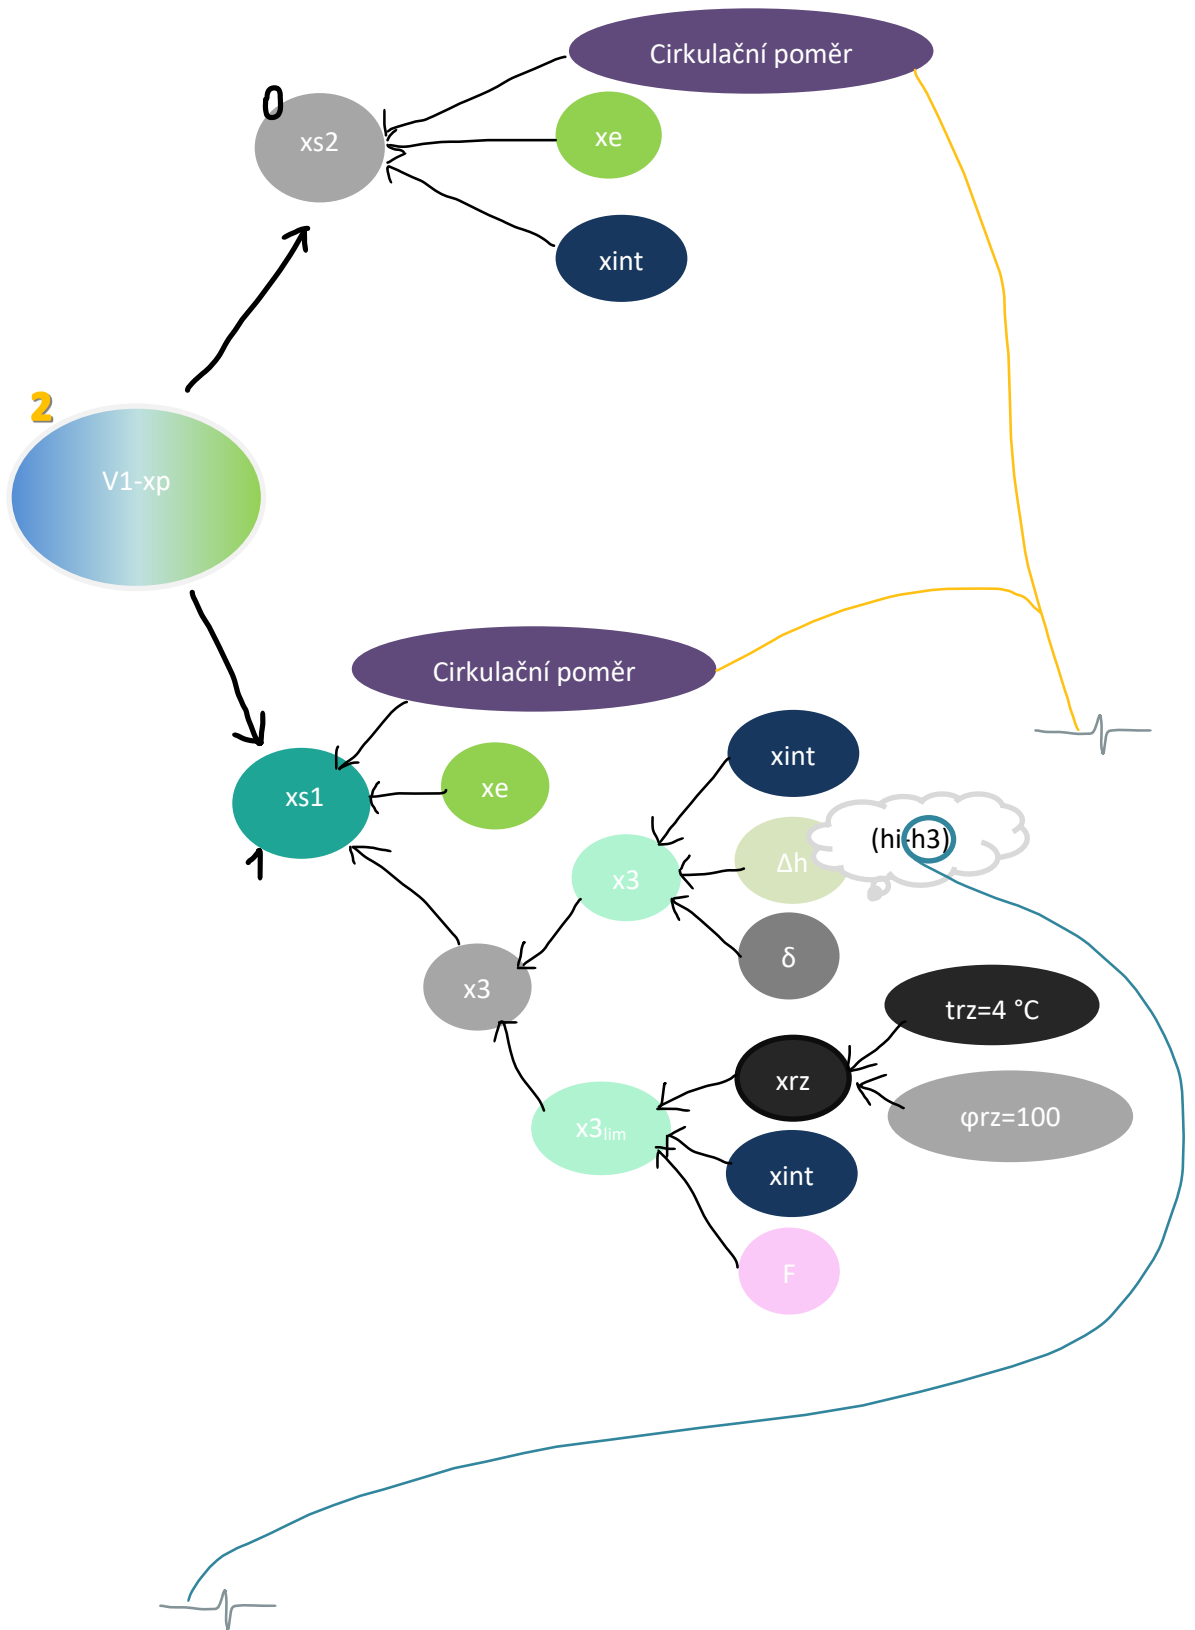 Cirkulační poměr
0
xs2
xe
xint
2
V1-xp
Cirkulační poměr
xint
xs1
xe
(hi-h3)
x3
Δh
1
δ
x3
trz=4 °C
xrz
φrz=100
x3lim
xint
F